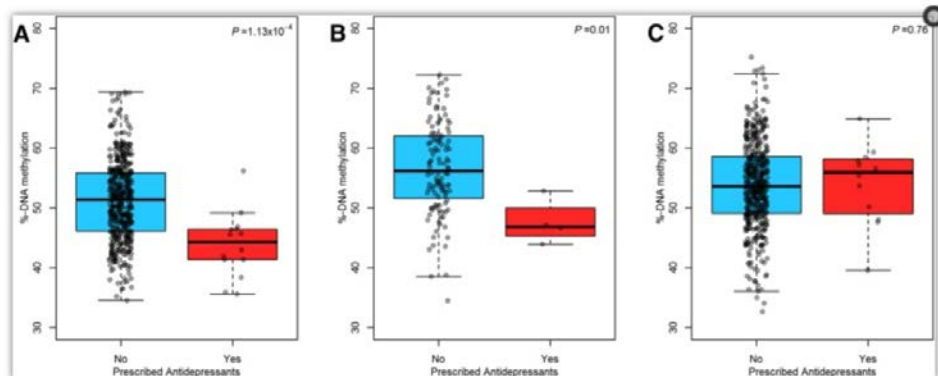 A
P =1.13x10⁻⁴
80
70
60
50
40
30
%-DNA methylation
No
Yes
Prescribed Antidepressants
B
P =0.01
80
70
60
50
40
30
%-DNA methylation
No
Yes
Prescribed Antidepressants
C
P =0.76
80
70
60
50
40
30
%-DNA methylation
No
Yes
Prescribed Antidepressants